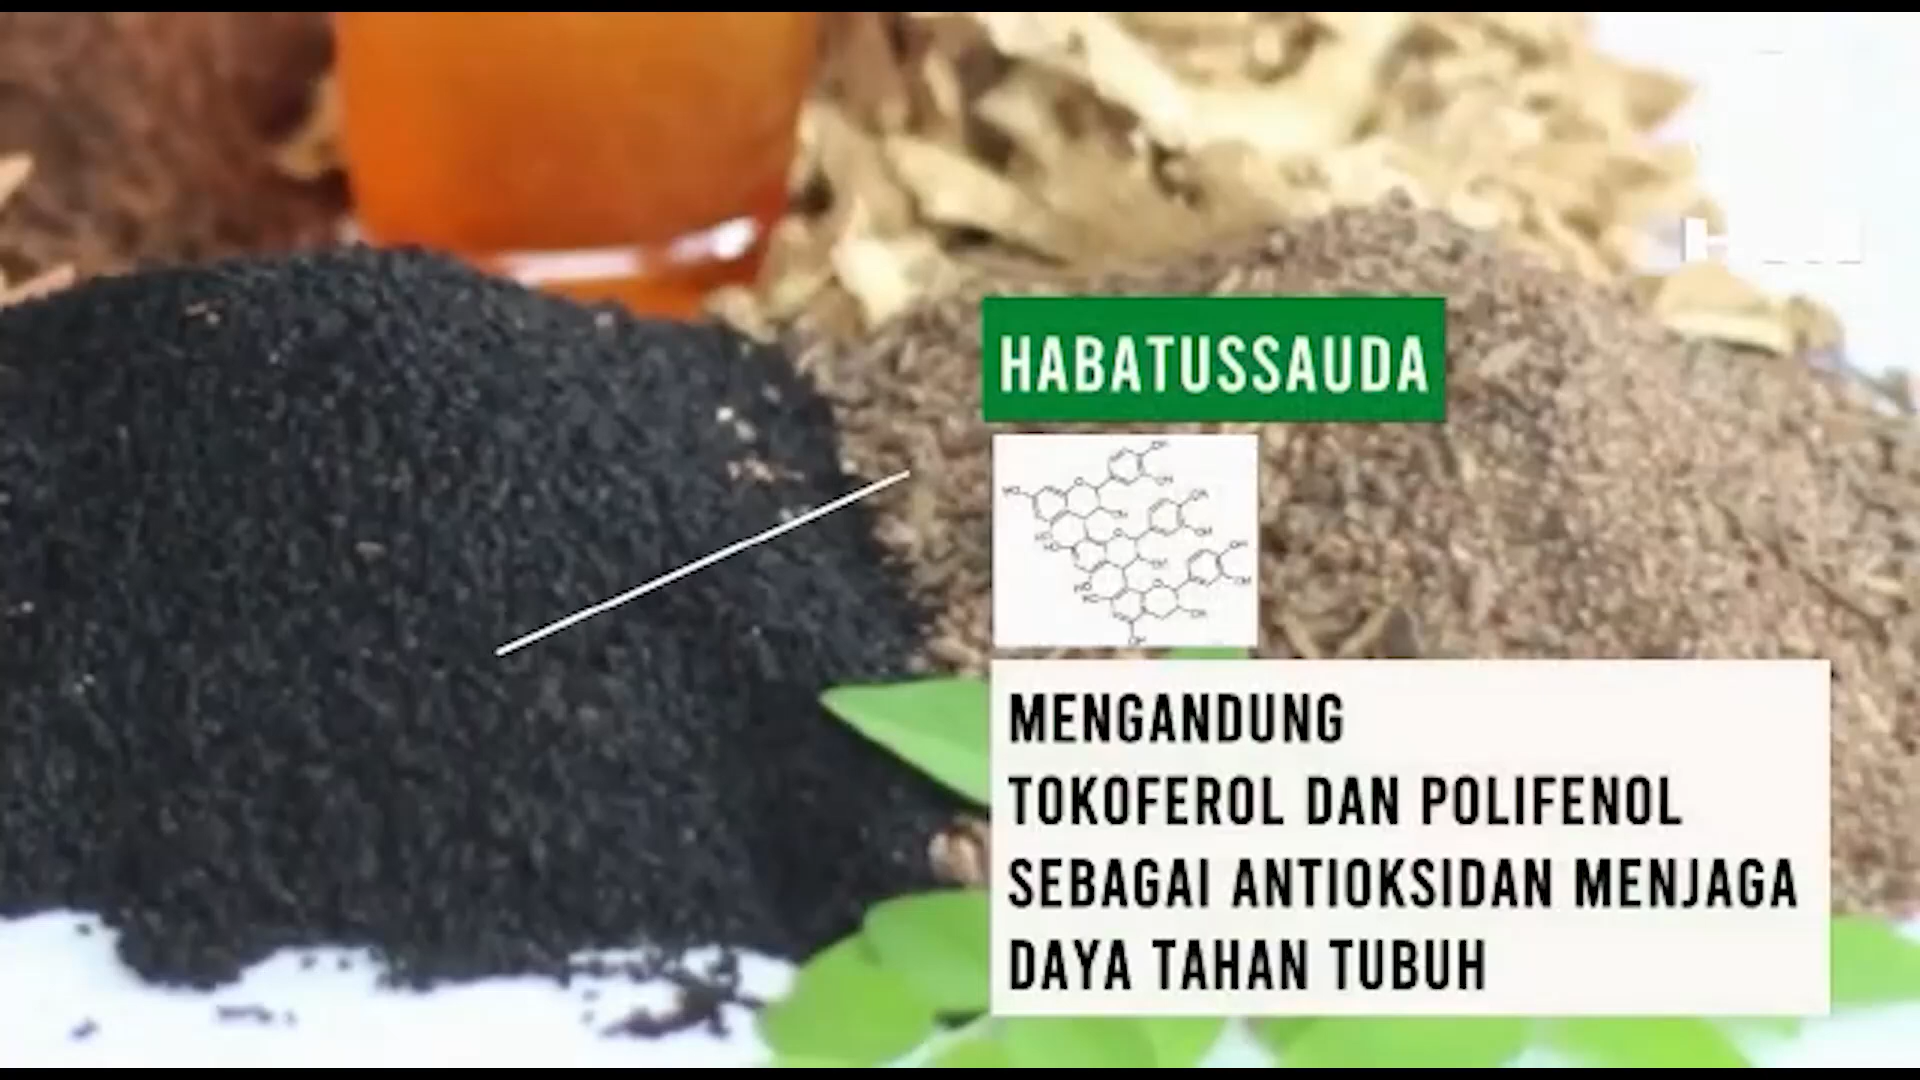 HABATUSSAUDA
MENGANDUNG
TOKOFEROL DAN POLIFENOL
SEBAGAI ANTIOKSIDAN MENJAGA
DAYA TAHAN TUBUH